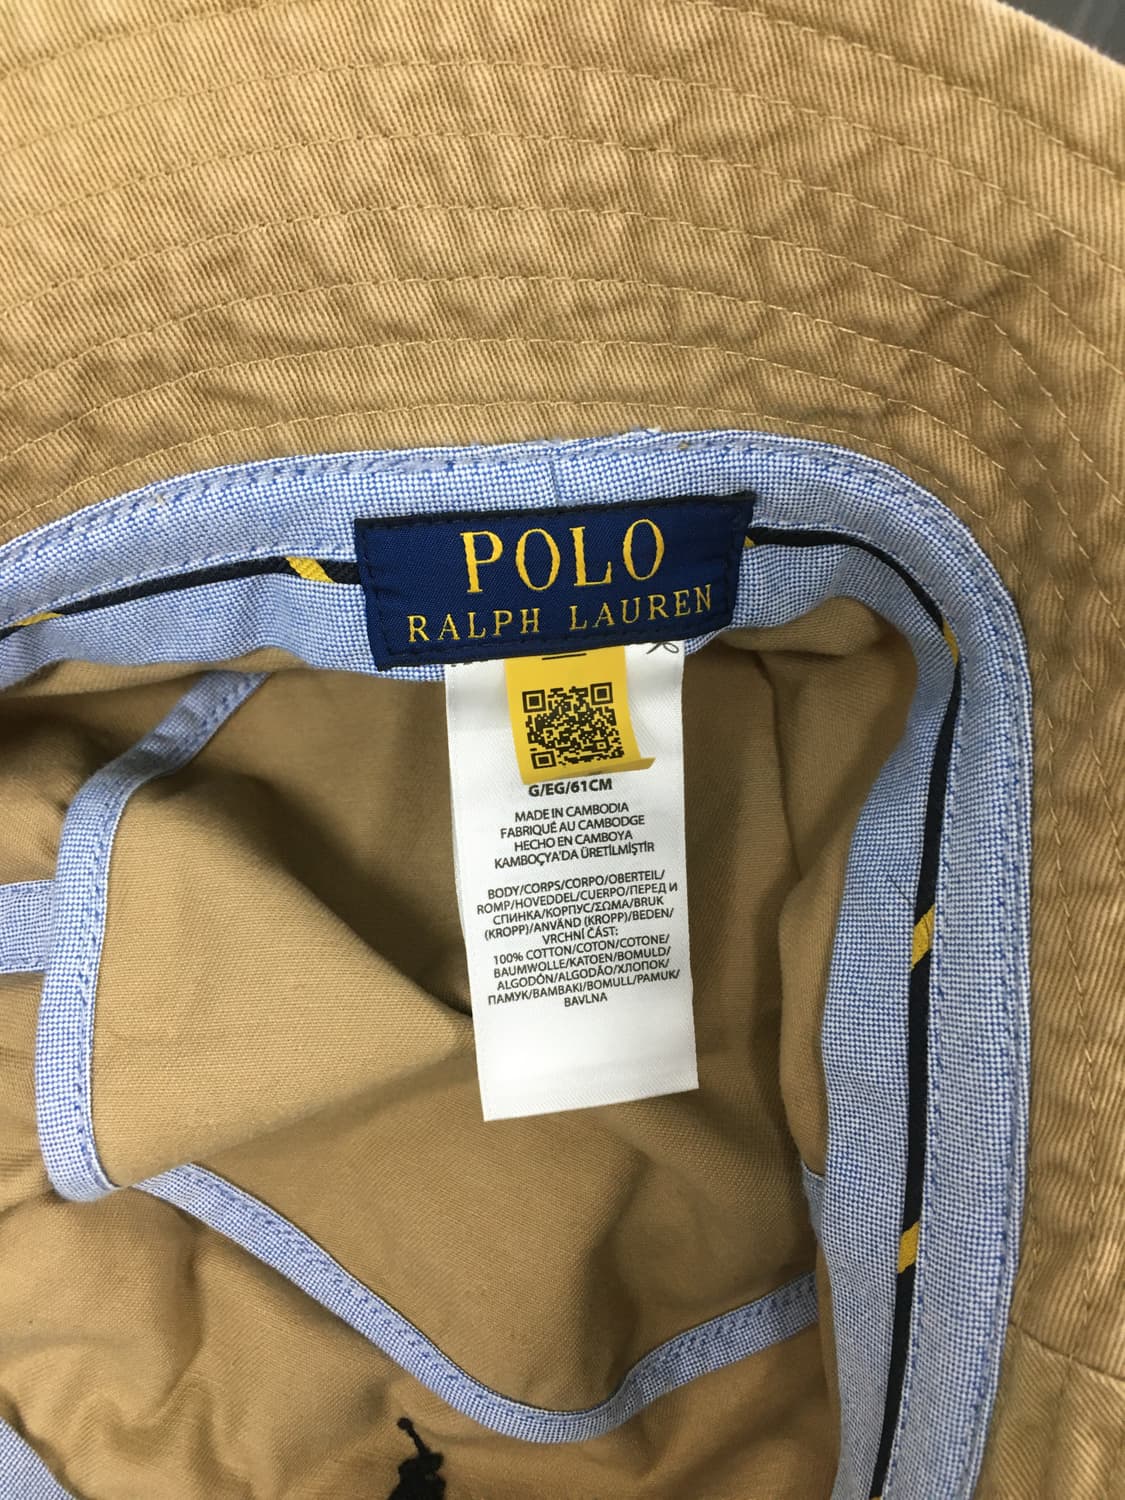 POLO
RALPH LAUREN
G/EG/61CM
MADE IN CAMBODIA
FABRIQUÉ AU CAMBODGE
HECHO EN CAMBOYA
KAMBOÇYA'DA ÜRETİLMİŞTİR
BODY/CORPS/CORPO/OBERTEIL/
ROMP/HOVEDDEL/CUERPO/ПЕРЕД И
СПИНКА/КОРПУС/ΣΩΜΑ/BRUK
(KROPP)/ANVÄND (KROPP)/BEDEN/
VRCHNÍ ČÁST:
100% COTTON/COTON/COTONE/
BAUMWOLLE/KATOEN/BOMULD/
ALGODÓN/ALGODÃO/ХЛОПОК/
ПАМУК/ΒΑΜΒΑΚΙ/BOMULL/PAMUK/
BAVLNA